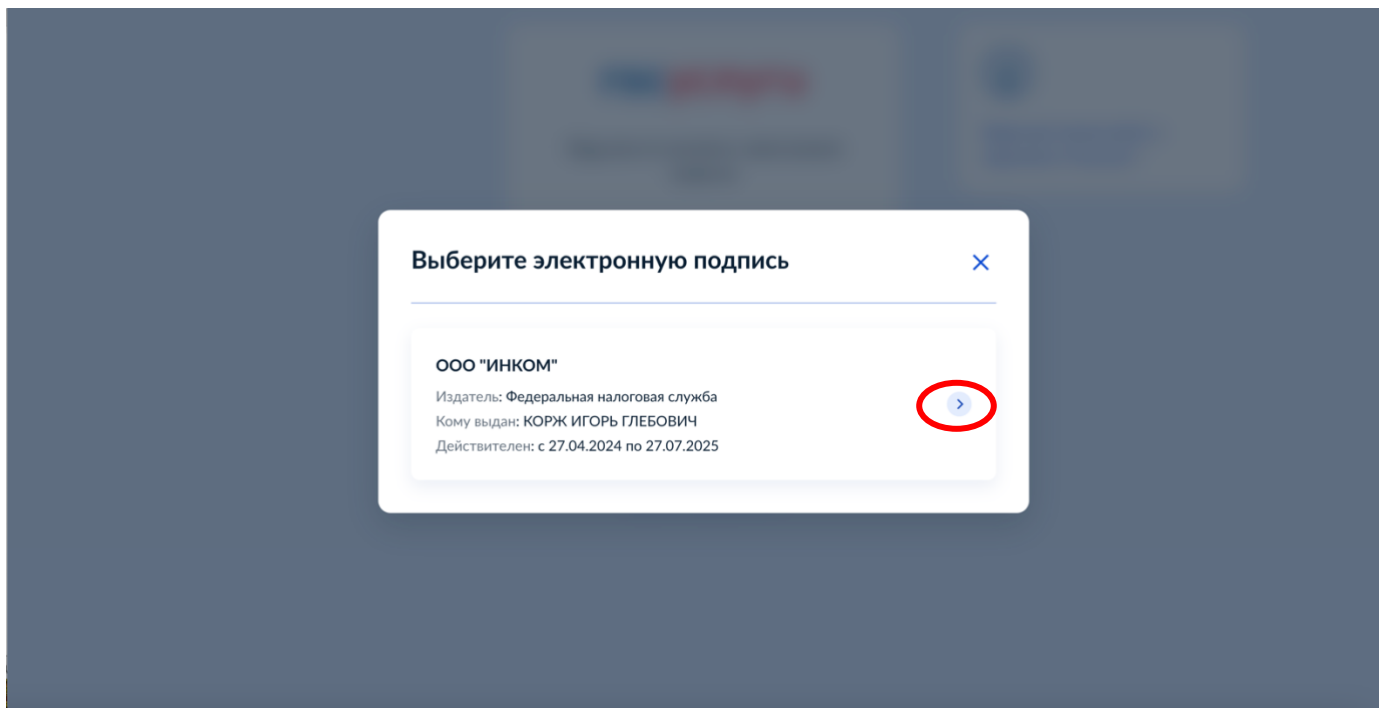 Выберите электронную подпись
ООО "ИНКОМ"
Издатель: Федеральная налоговая служба
Кому выдан: КОРЖ ИГОРЬ ГЛЕБОВИЧ
Действителен: с 27.04.2024 по 27.07.2025